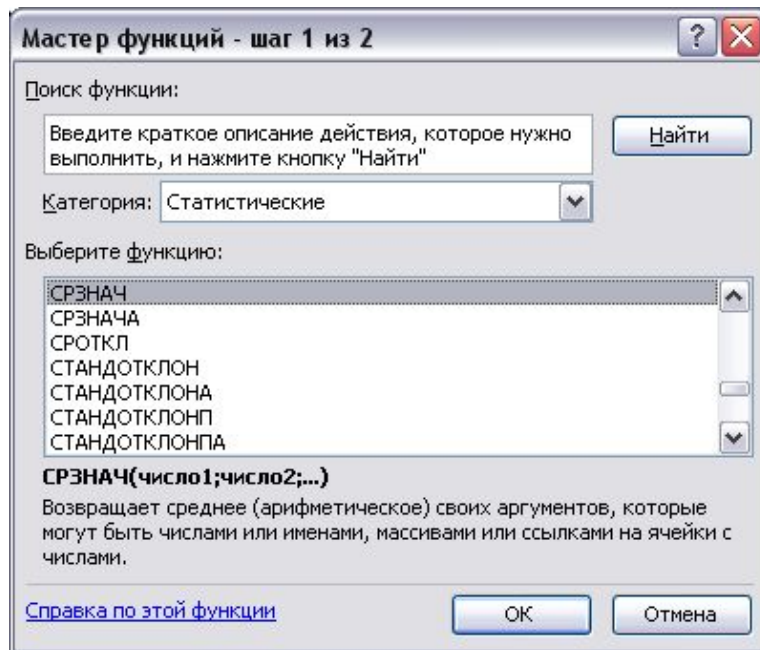 Мастер функций - шаг 1 из 2
Поиск функции:
Введите краткое описание действия, которое нужно
выполнить, и нажмите кнопку "Найти"
Найти
Категория: Статистические
Выберите функцию:
СРЗНАЧ
СРЗНАЧА
СРОТКЛ
СТАНДОТКЛОН
СТАНДОТКЛОНА
СТАНДОТКЛОНП
СТАНДОТКЛОНПА
СРЗНАЧ(число1;число2;...)
Возвращает среднее (арифметическое) своих аргументов, которые
могут быть числами или именами, массивами или ссылками на ячейки с
числами.
Справка по этой функции
ОК
Отмена